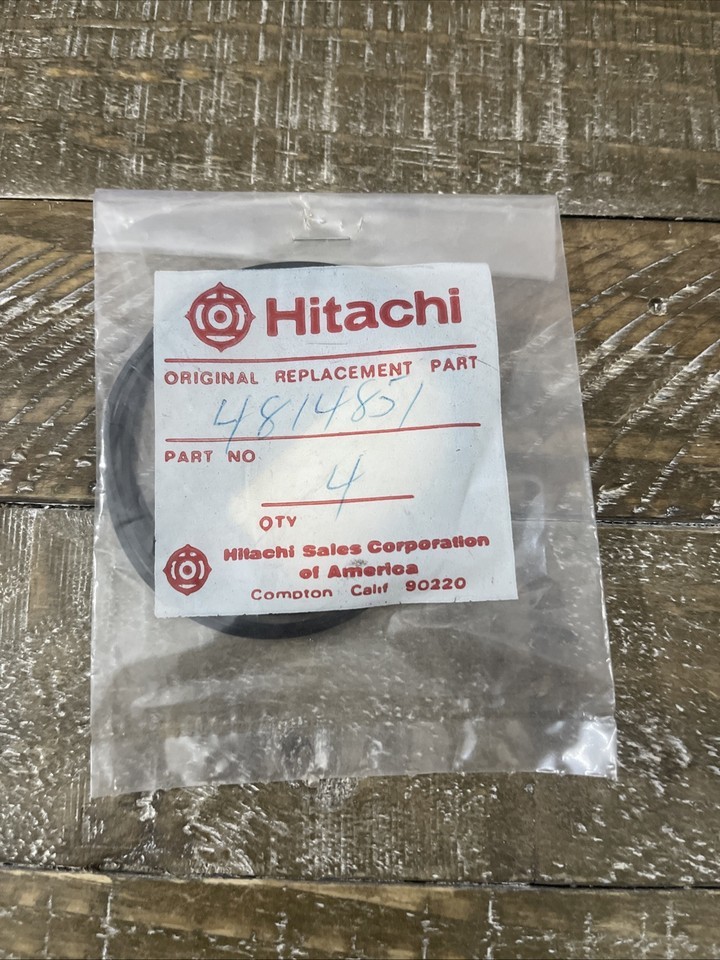 Hitachi
ORIGINAL REPLACEMENT PART
4814851
PART NO
4
QTY
Hitachi Sales Corporation
of America
Compton Calif 90220